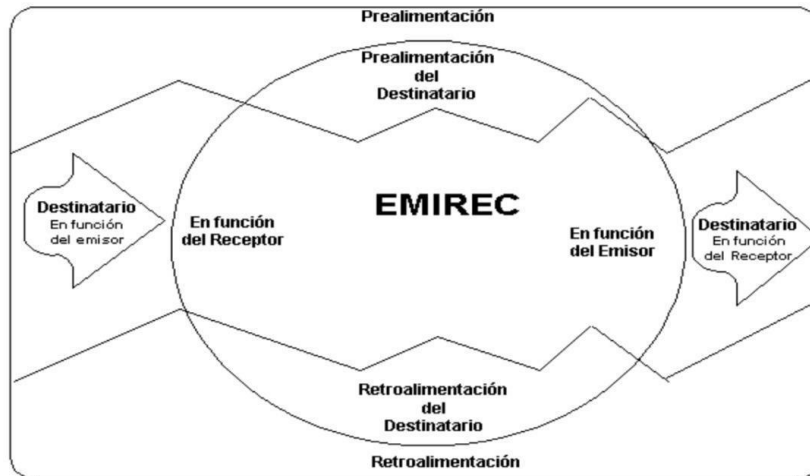 Prealimentación
Prealimentación
del
Destinatario
Destinatario
En función
del emisor
En función
del Receptor
EMIREC
En función
del Emisor
Destinatario
En función
del Receptor
Retroalimentación
del
Destinatario
Retroalimentación